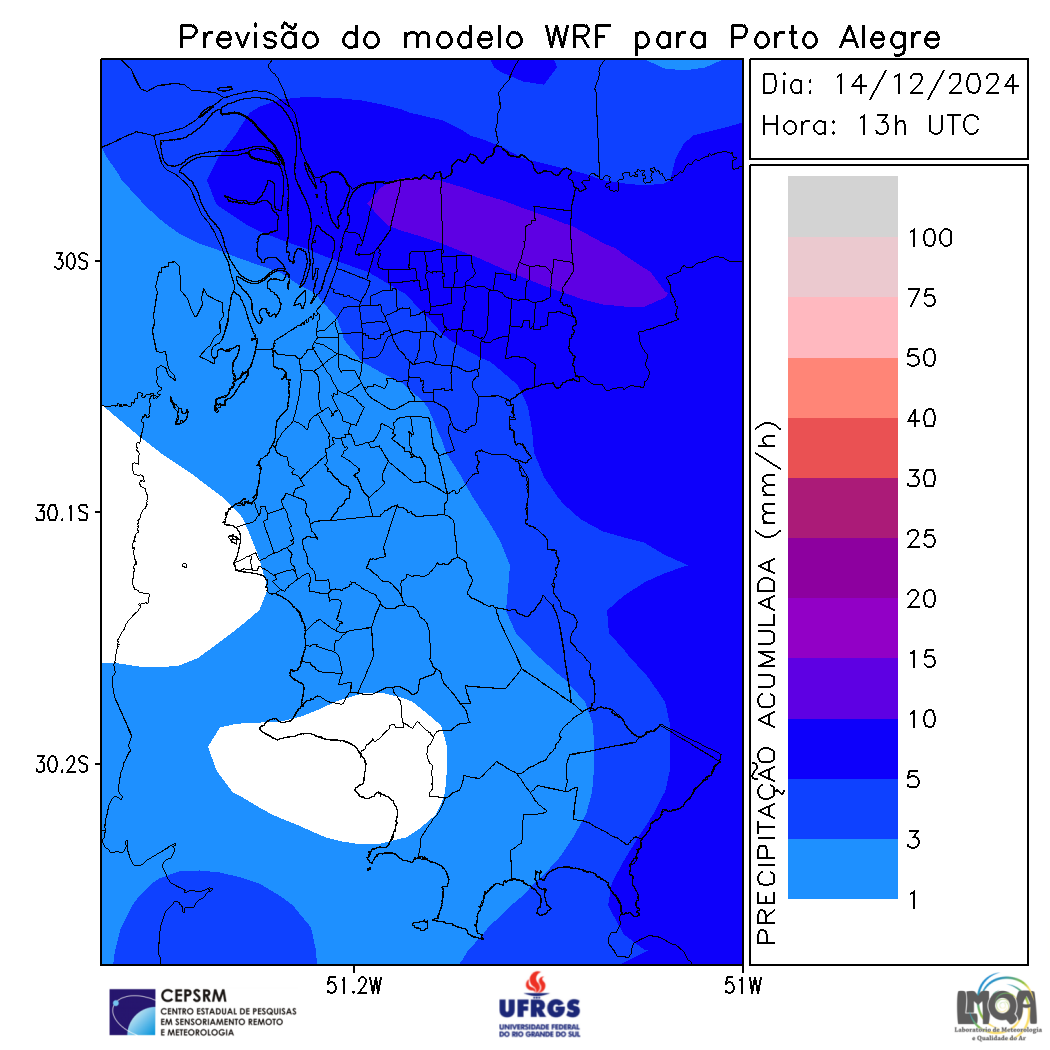 Previsão do modelo WRF para Porto Alegre
Dia: 14/12/2024
Hora: 13h UTC
30S
30.1S
30.2S
51.2W
51W
PRECIPITAÇÃO ACUMULADA (mm/h)
100
75
50
40
30
25
20
15
10
5
3
1
CEPSRM
CENTRO ESTADUAL DE PESQUISAS
EM SENSORIAMENTO REMOTO
E METEOROLOGIA
UFRGS
UNIVERSIDADE FEDERAL
DO RIO GRANDE DO SUL
LMQA
Laboratório de Meteorologia
e Qualidade do Ar